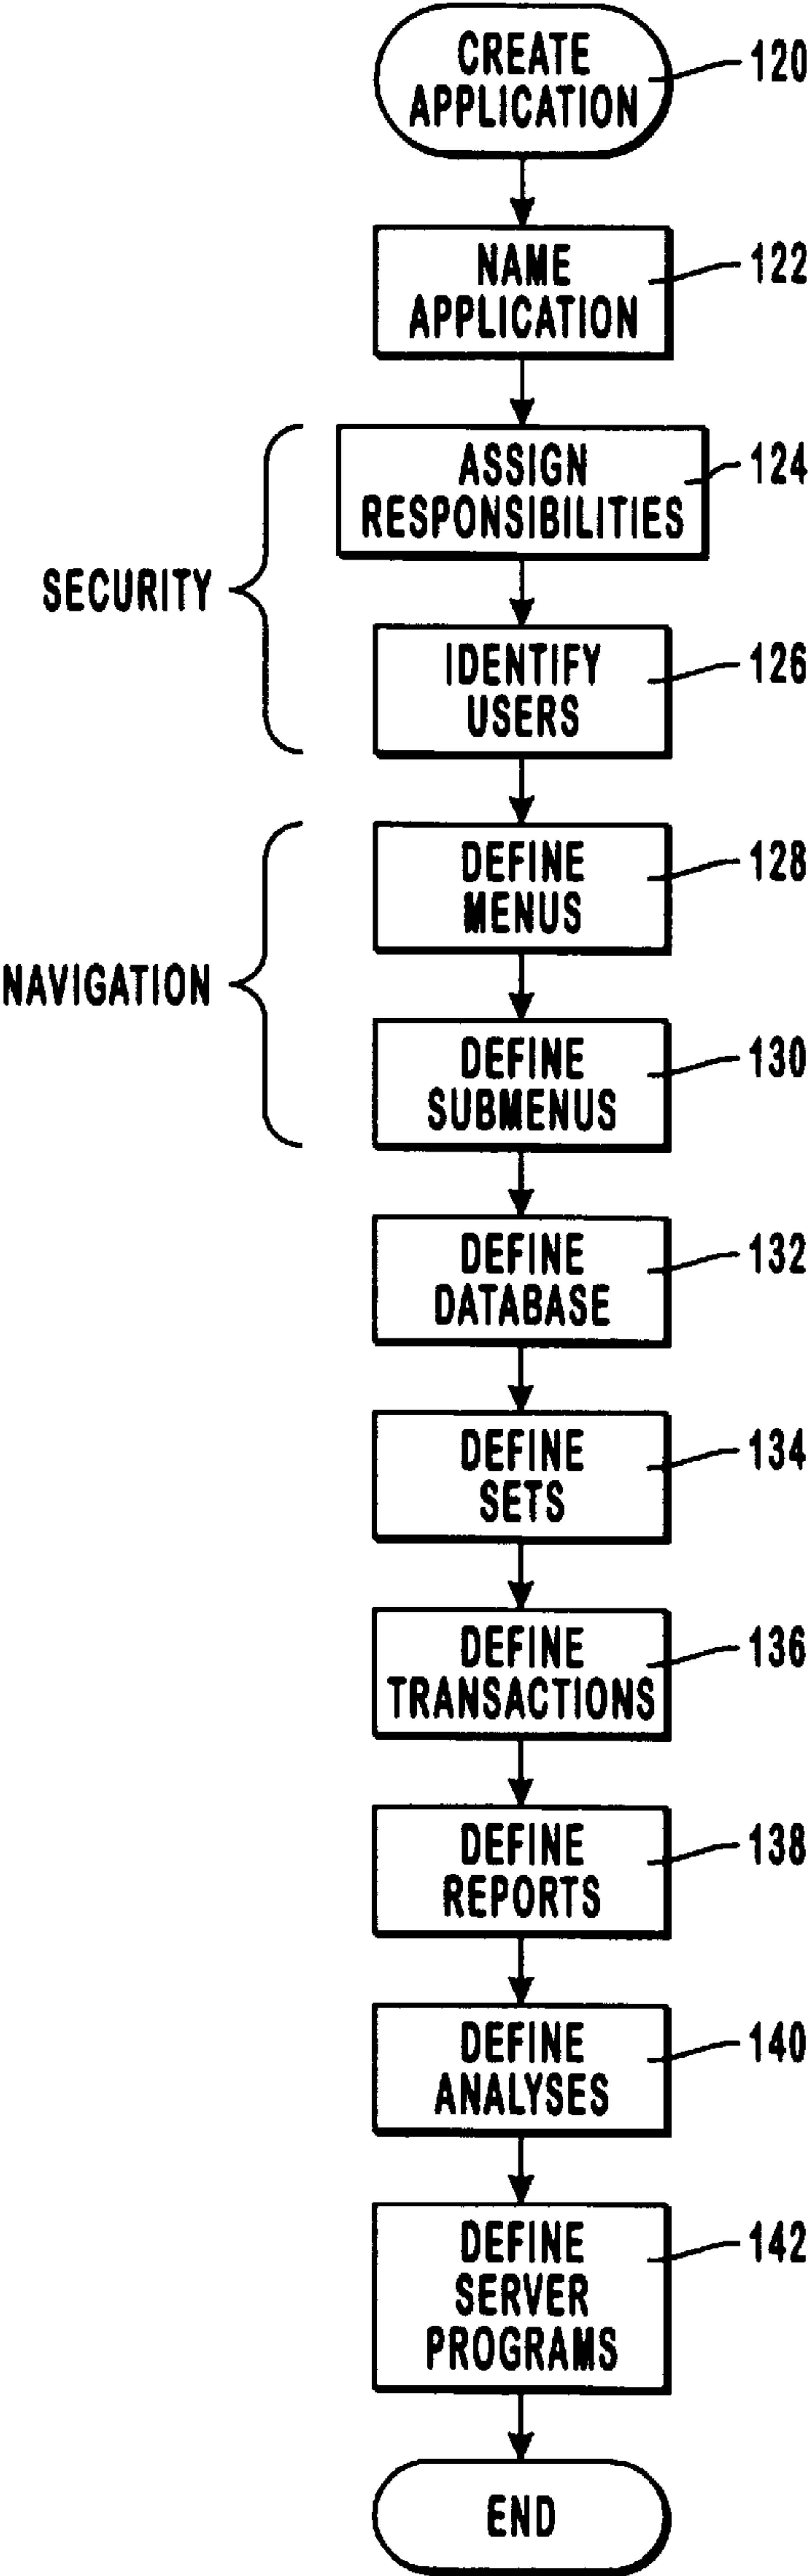 CREATE
APPLICATION
120
NAME
APPLICATION
122
SECURITY
ASSIGN
RESPONSIBILITIES
124
IDENTIFY
USERS
126
NAVIGATION
DEFINE
MENUS
128
DEFINE
SUBMENUS
130
DEFINE
DATABASE
132
DEFINE
SETS
134
DEFINE
TRANSACTIONS
136
DEFINE
REPORTS
138
DEFINE
ANALYSES
140
DEFINE
SERVER
PROGRAMS
142
END